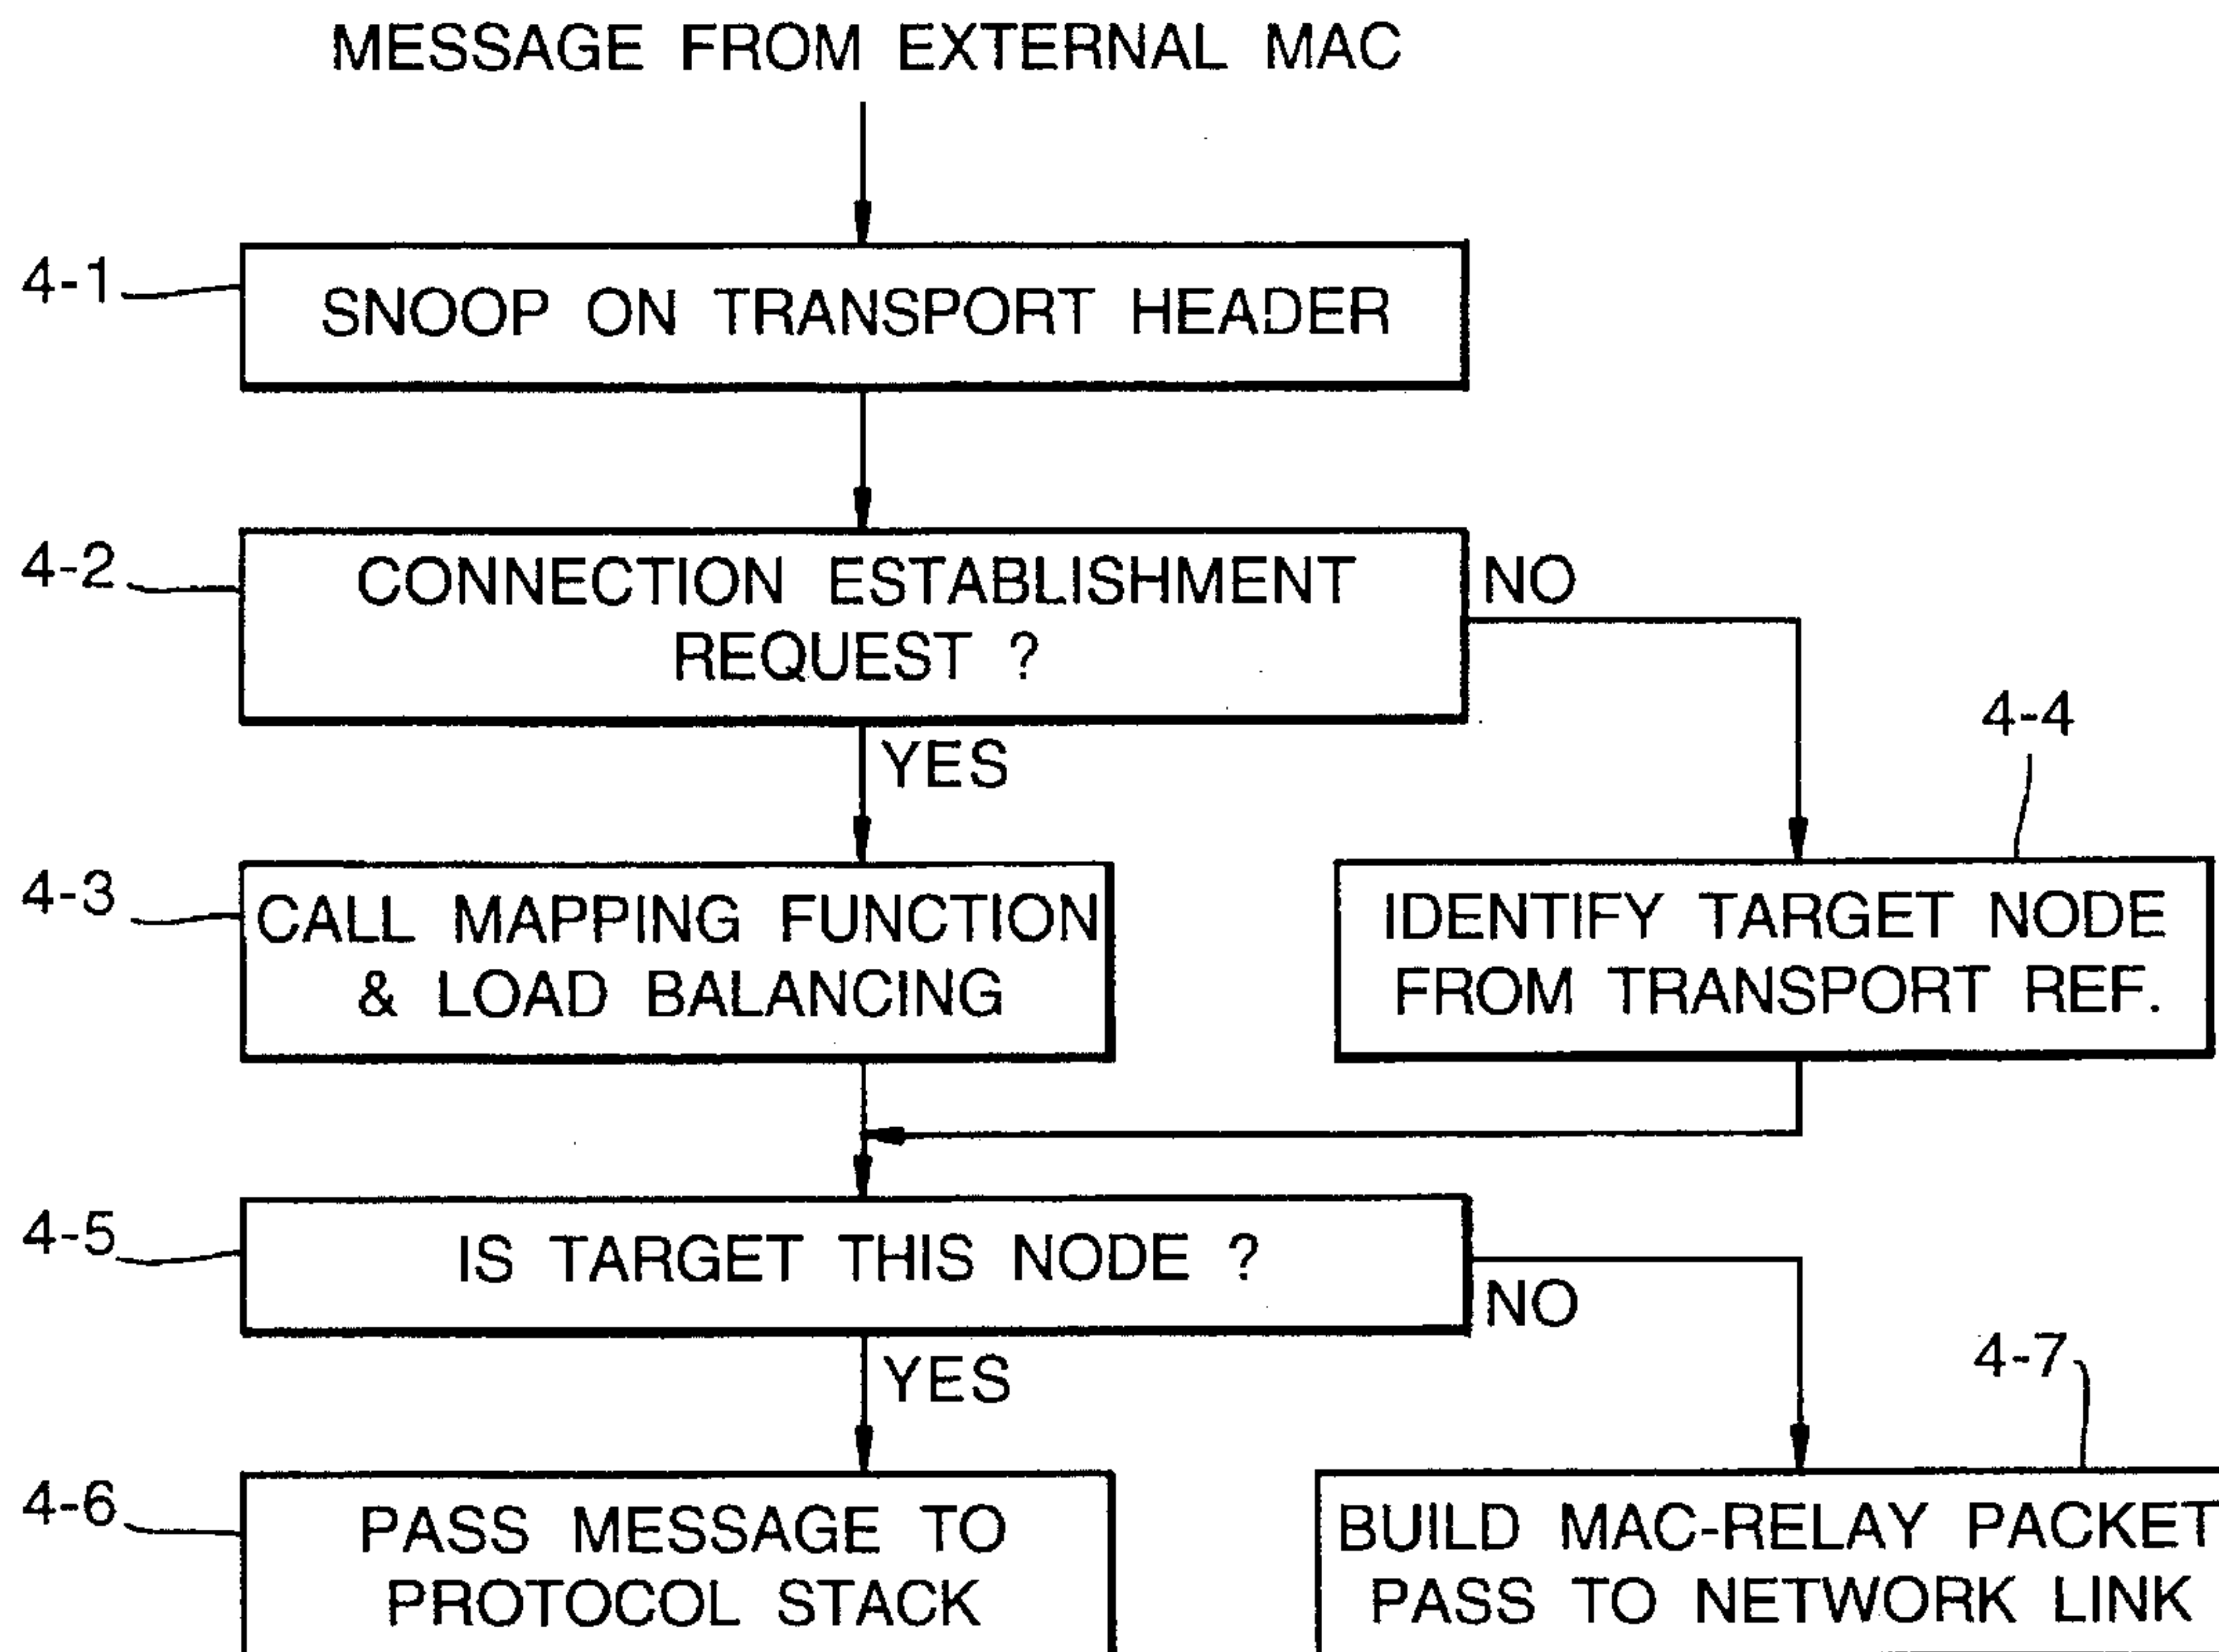 MESSAGE FROM EXTERNAL MAC
4-1
SNOOP ON TRANSPORT HEADER
4-2
CONNECTION ESTABLISHMENT
REQUEST ?
NO
YES
4-4
4-3
CALL MAPPING FUNCTION
& LOAD BALANCING
IDENTIFY TARGET NODE
FROM TRANSPORT REF.
4-5
IS TARGET THIS NODE ?
NO
YES
4-7
4-6
PASS MESSAGE TO
PROTOCOL STACK
BUILD MAC-RELAY PACKET
PASS TO NETWORK LINK